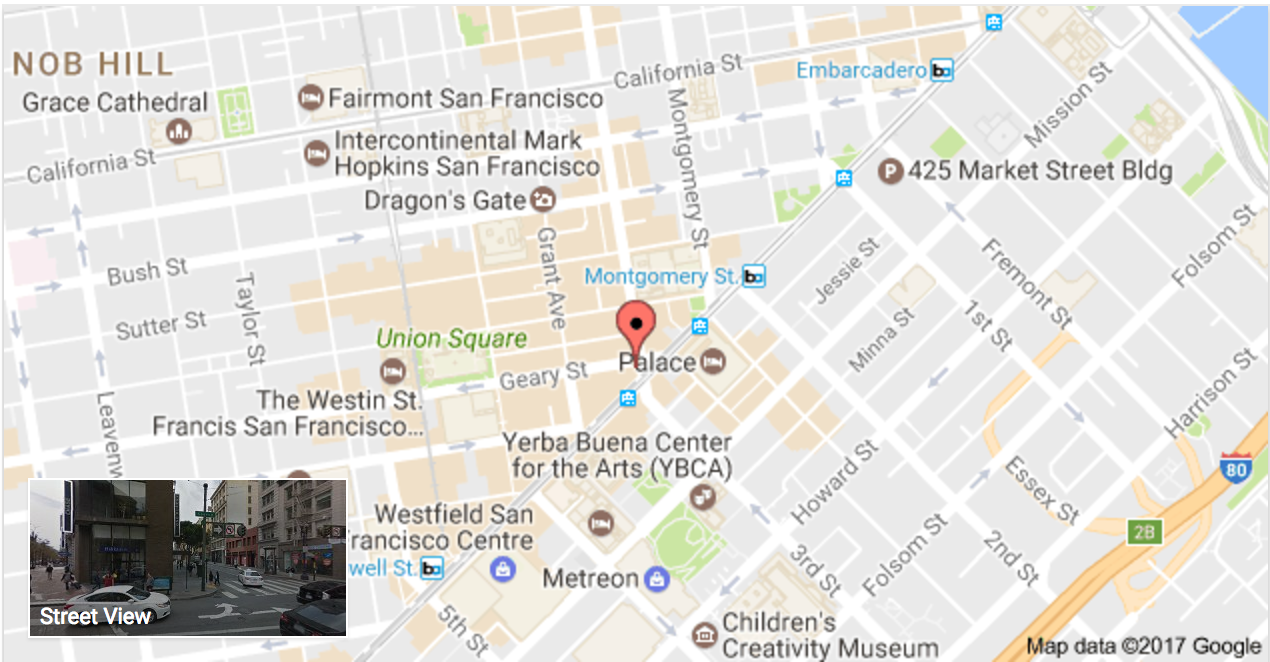 NOB HILL
Grace Cathedral
California St
Fairmont San Francisco
Intercontinental Mark
Hopkins San Francisco
Dragon's Gate
California St
Montgomery St
Embarcadero
Mission St
P 425 Market Street Bldg
Bush St
Sutter St
Taylor St
Grant Ave
Montgomery St.
Jessie St
Minna St
Fremont St
1st St
Folsom St
Union Square
Geary St
Palace
The Westin St.
Francis San Francisco...
Leavenw
Yerba Buena Center
for the Arts (YBCA)
Howard St
Harrison St
80
Essex St
2B
Westfield San
rancisco Centre
well St.
Metreon
Folsom St
2nd St
3rd St
5th St
Children's
Creativity Museum
Street View
Map data ©2017 Google